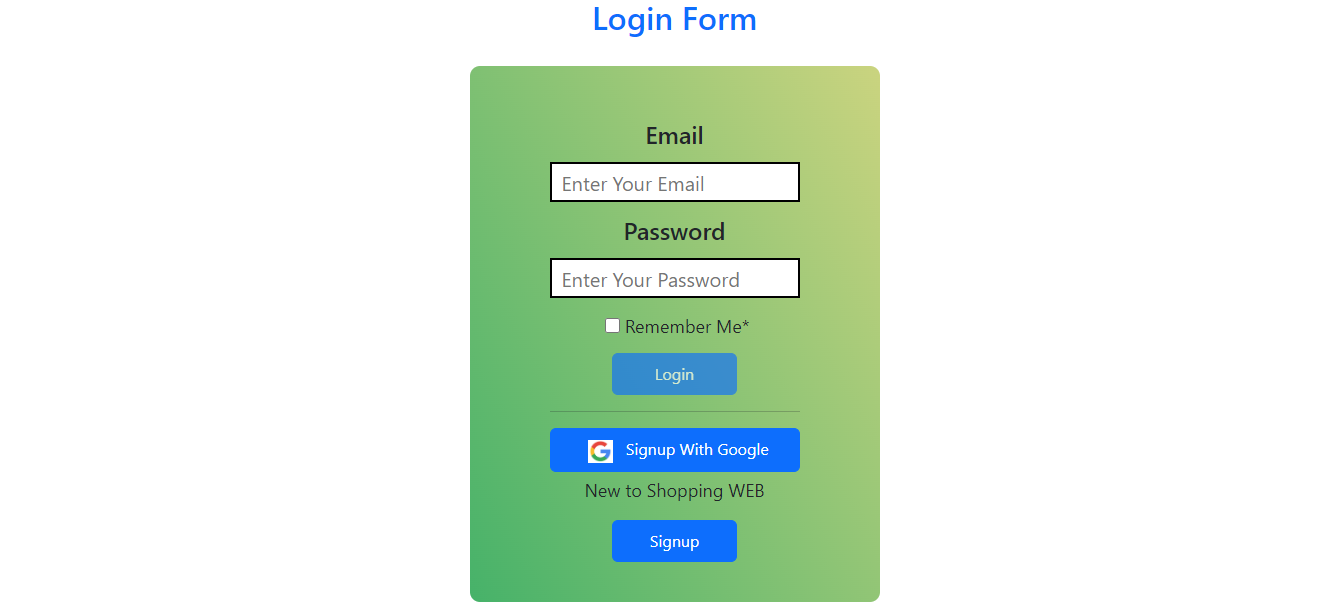 Login Form
Email
Enter Your Email
Password
Enter Your Password
Remember Me*
Login
Signup With Google
New to Shopping WEB
Signup